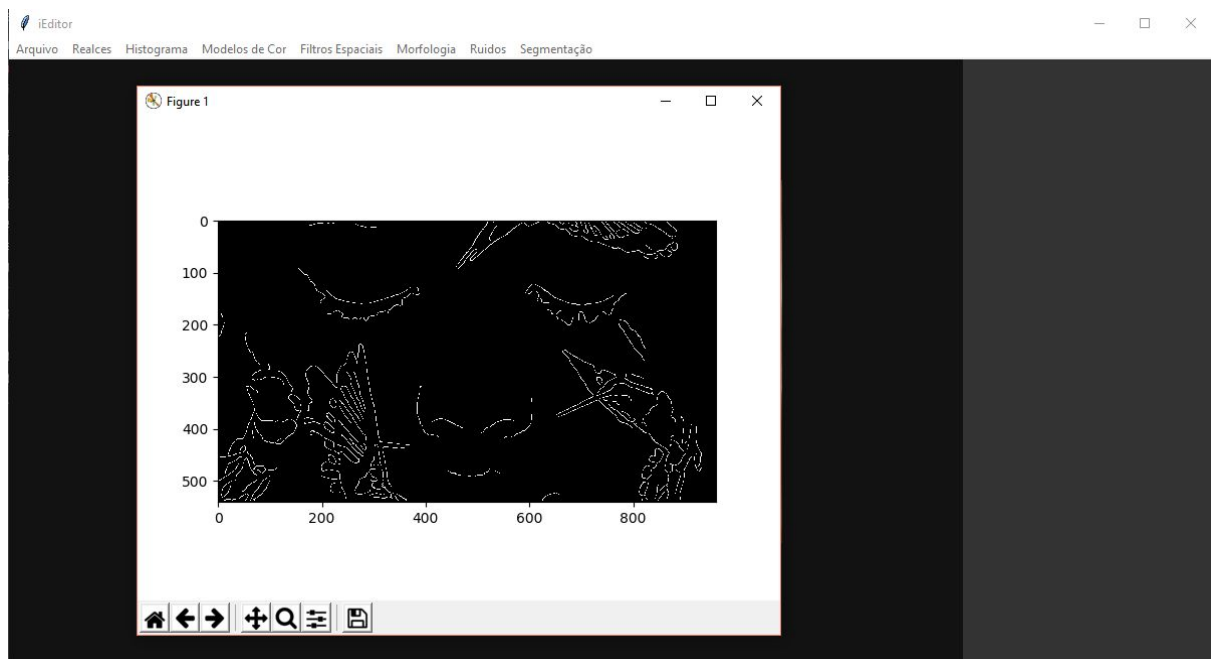 iEditor
Arquivo Realces Histograma Modelos de Cor Filtros Espaciais Morfologia Ruidos Segmentação
Figure 1
0
100
200
300
400
500
0 200 400 600 800